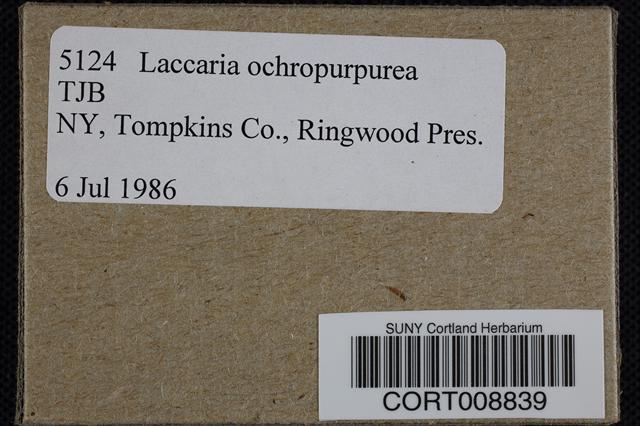 5124 Laccaria ochropurpurea
TJB
NY, Tompkins Co., Ringwood Pres.
6 Jul 1986
SUNY Cortland Herbarium
CORT008839